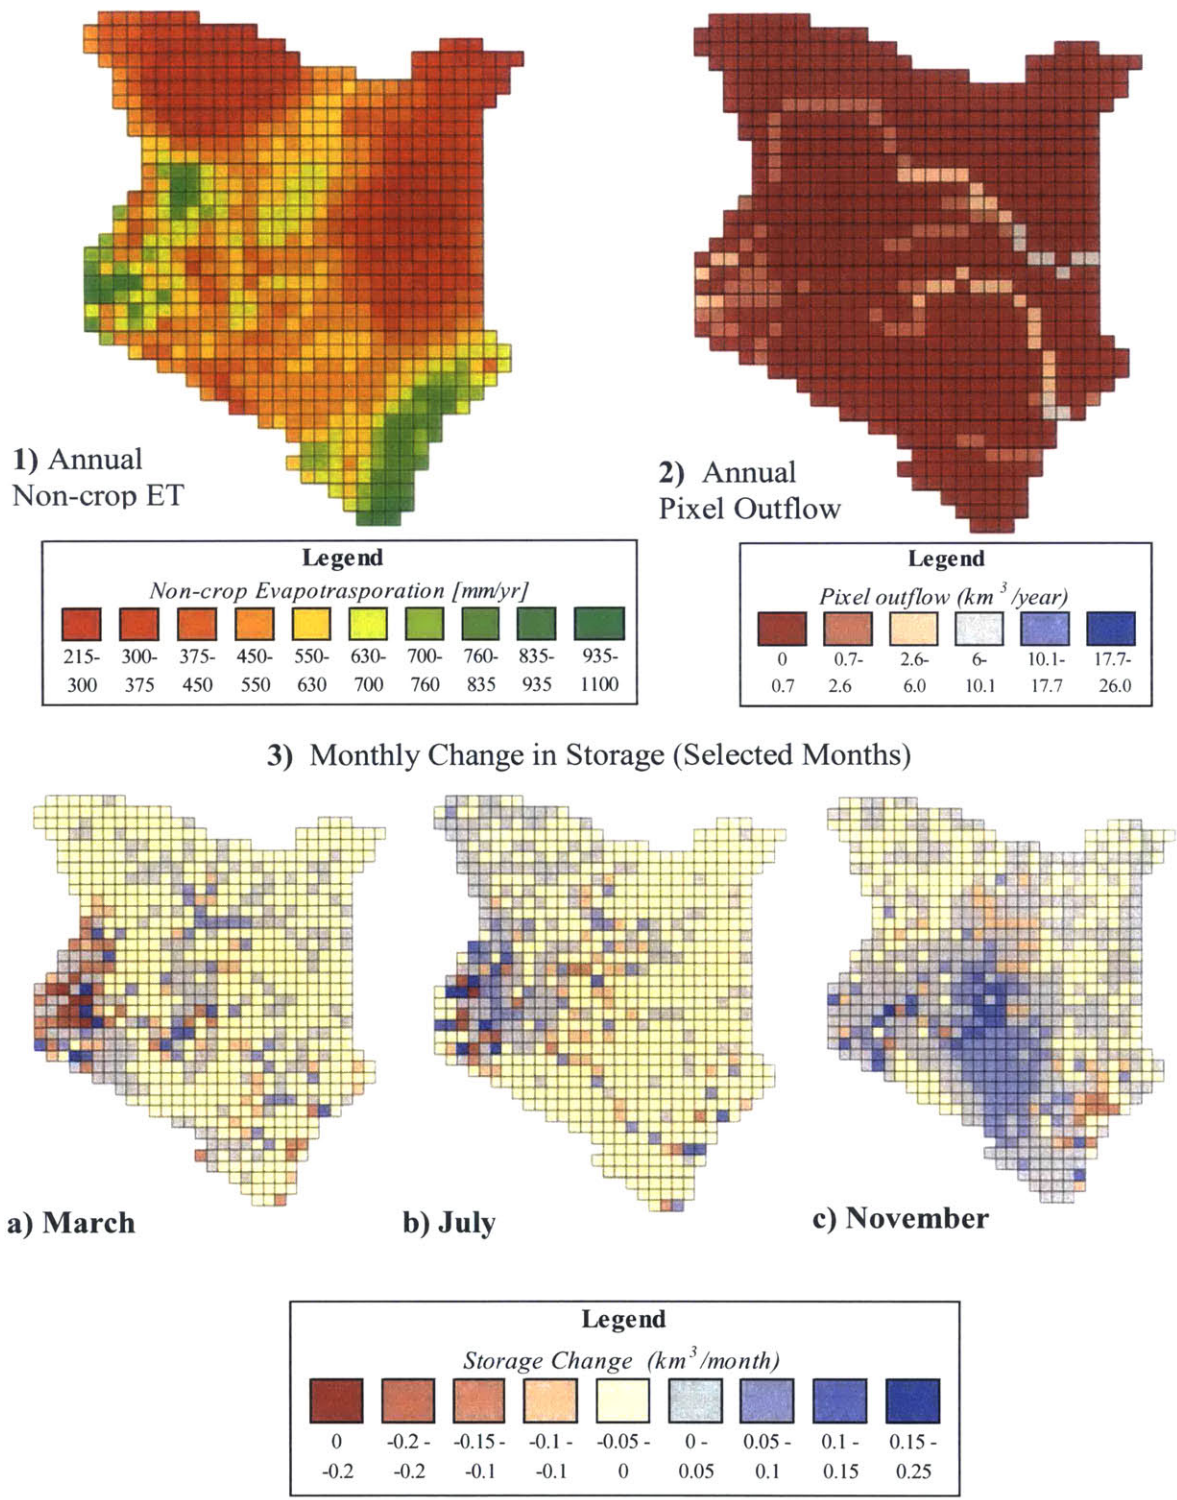 1) Annual
Non-crop ET
2) Annual
Pixel Outflow
Legend
Non-crop Evapotrasporation [mm/yr]
215- 300- 375- 450- 550- 630- 700- 760- 835- 935-
300 375 450 550 630 700 760 835 935 1100
Legend
Pixel outflow (km³/year)
0 0.7- 2.6- 6- 10.1- 17.7-
0.7 2.6 6.0 10.1 17.7 26.0
3) Monthly Change in Storage (Selected Months)
a) March
b) July
c) November
Legend
Storage Change (km³/month)
0 -0.2 - -0.15 - -0.1 - -0.05 - 0 - 0.05 - 0.1 - 0.15 -
-0.2 -0.2 -0.1 -0.1 0 0.05 0.1 0.15 0.25